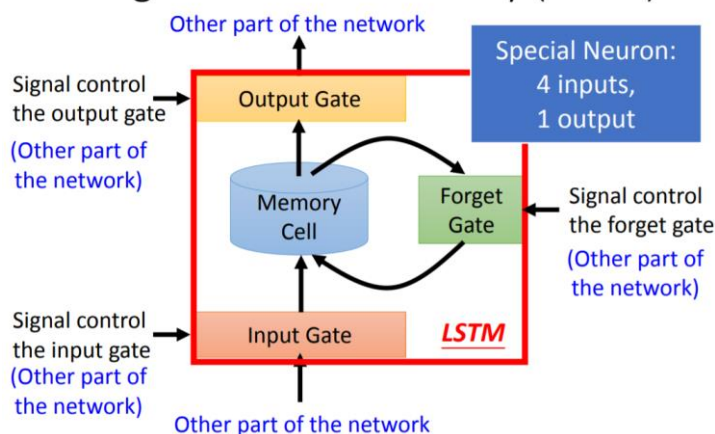 Other part of the network
Special Neuron:
4 inputs,
1 output
Signal control
the output gate
(Other part of
the network)
Output Gate
Memory
Cell
Forget
Gate
Signal control
the forget gate
(Other part of
the network)
Signal control
the input gate
(Other part of
the network)
Input Gate
LSTM
Other part of the network